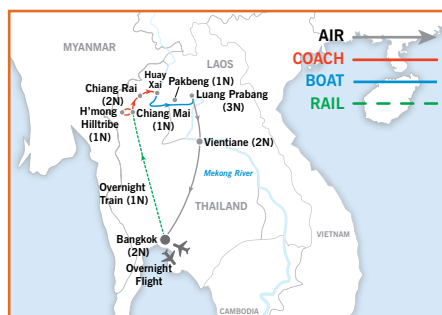 AIR
COACH
BOAT
RAIL
MYANMAR
LAOS
Huay
Xai
Pakbeng (1N)
Chiang Rai
(2N)
Luang Prabang
(3N)
H'mong
Hilltribe
(1N)
Chiang Mai
(1N)
Vientiane (2N)
Mekong River
Overnight
Train (1N)
THAILAND
Bangkok
(2N)
VIETNAM
Overnight
Flight
CAMBODIA